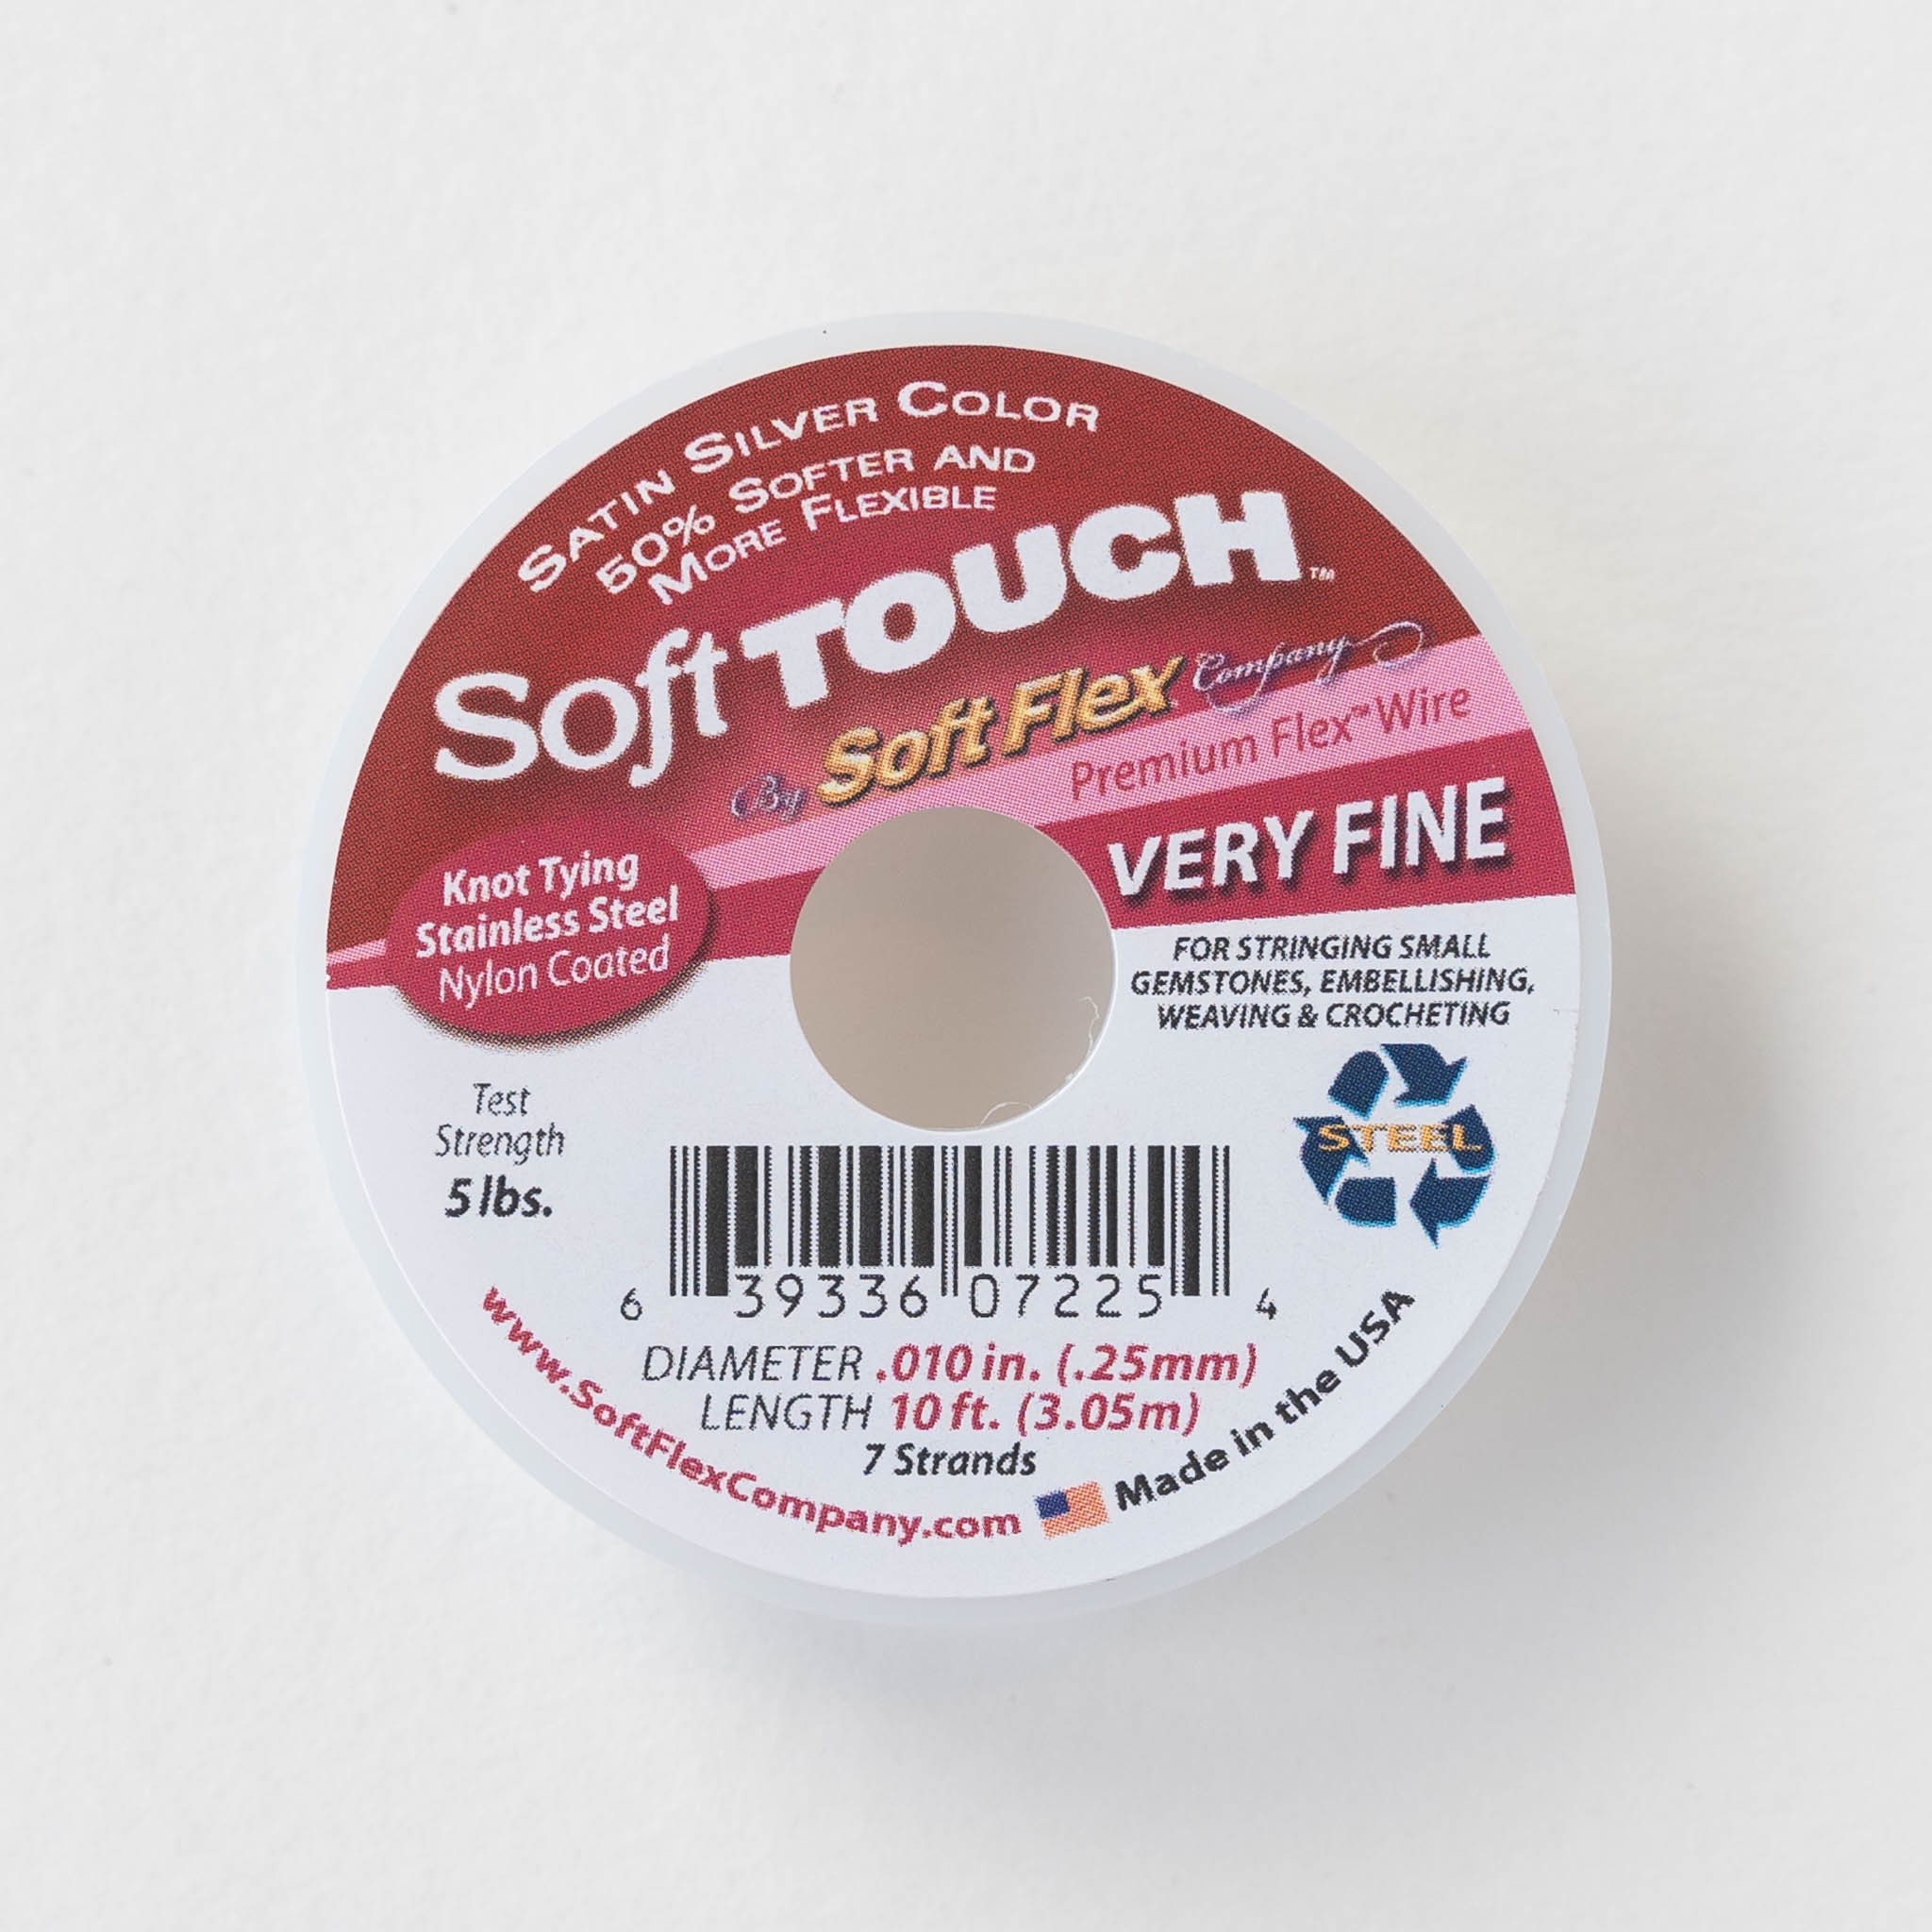 SATIN SILVER COLOR
50% SOFTER AND
MORE FLEXIBLE
Soft TOUCH™
By Soft Flex Company
Premium Flex™ Wire
VERY FINE
Knot Tying
Stainless Steel
Nylon Coated
FOR STRINGING SMALL
GEMSTONES, EMBELLISHING,
WEAVING & CROCHETING
STEEL
Test
Strength
5 lbs.
6 39336 07225 4
DIAMETER .010 in. (.25mm)
LENGTH 10 ft. (3.05m)
7 Strands
www.SoftFlexCompany.com
Made in the USA